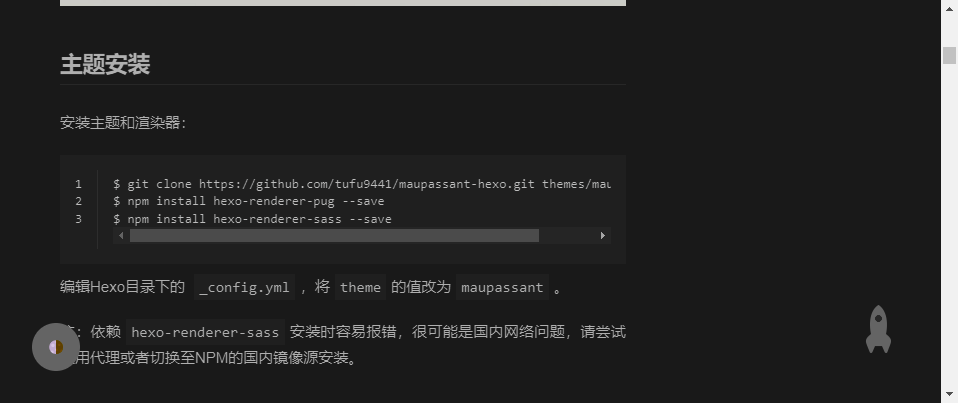 主题安装
安装主题和渲染器：
1 $ git clone https://github.com/tufu9441/maupassant-hexo.git
2 $ npm install hexo-renderer-pug --save
3 $ npm install hexo-renderer-sass --save
编辑Hexo目录下的 _config.yml ，将 theme 的值改为 maupassant 。
：依赖 hexo-renderer-sass 安装时容易报错，很可能是国内网络问题，请尝试
用代理或者切换至NPM的国内镜像源安装。